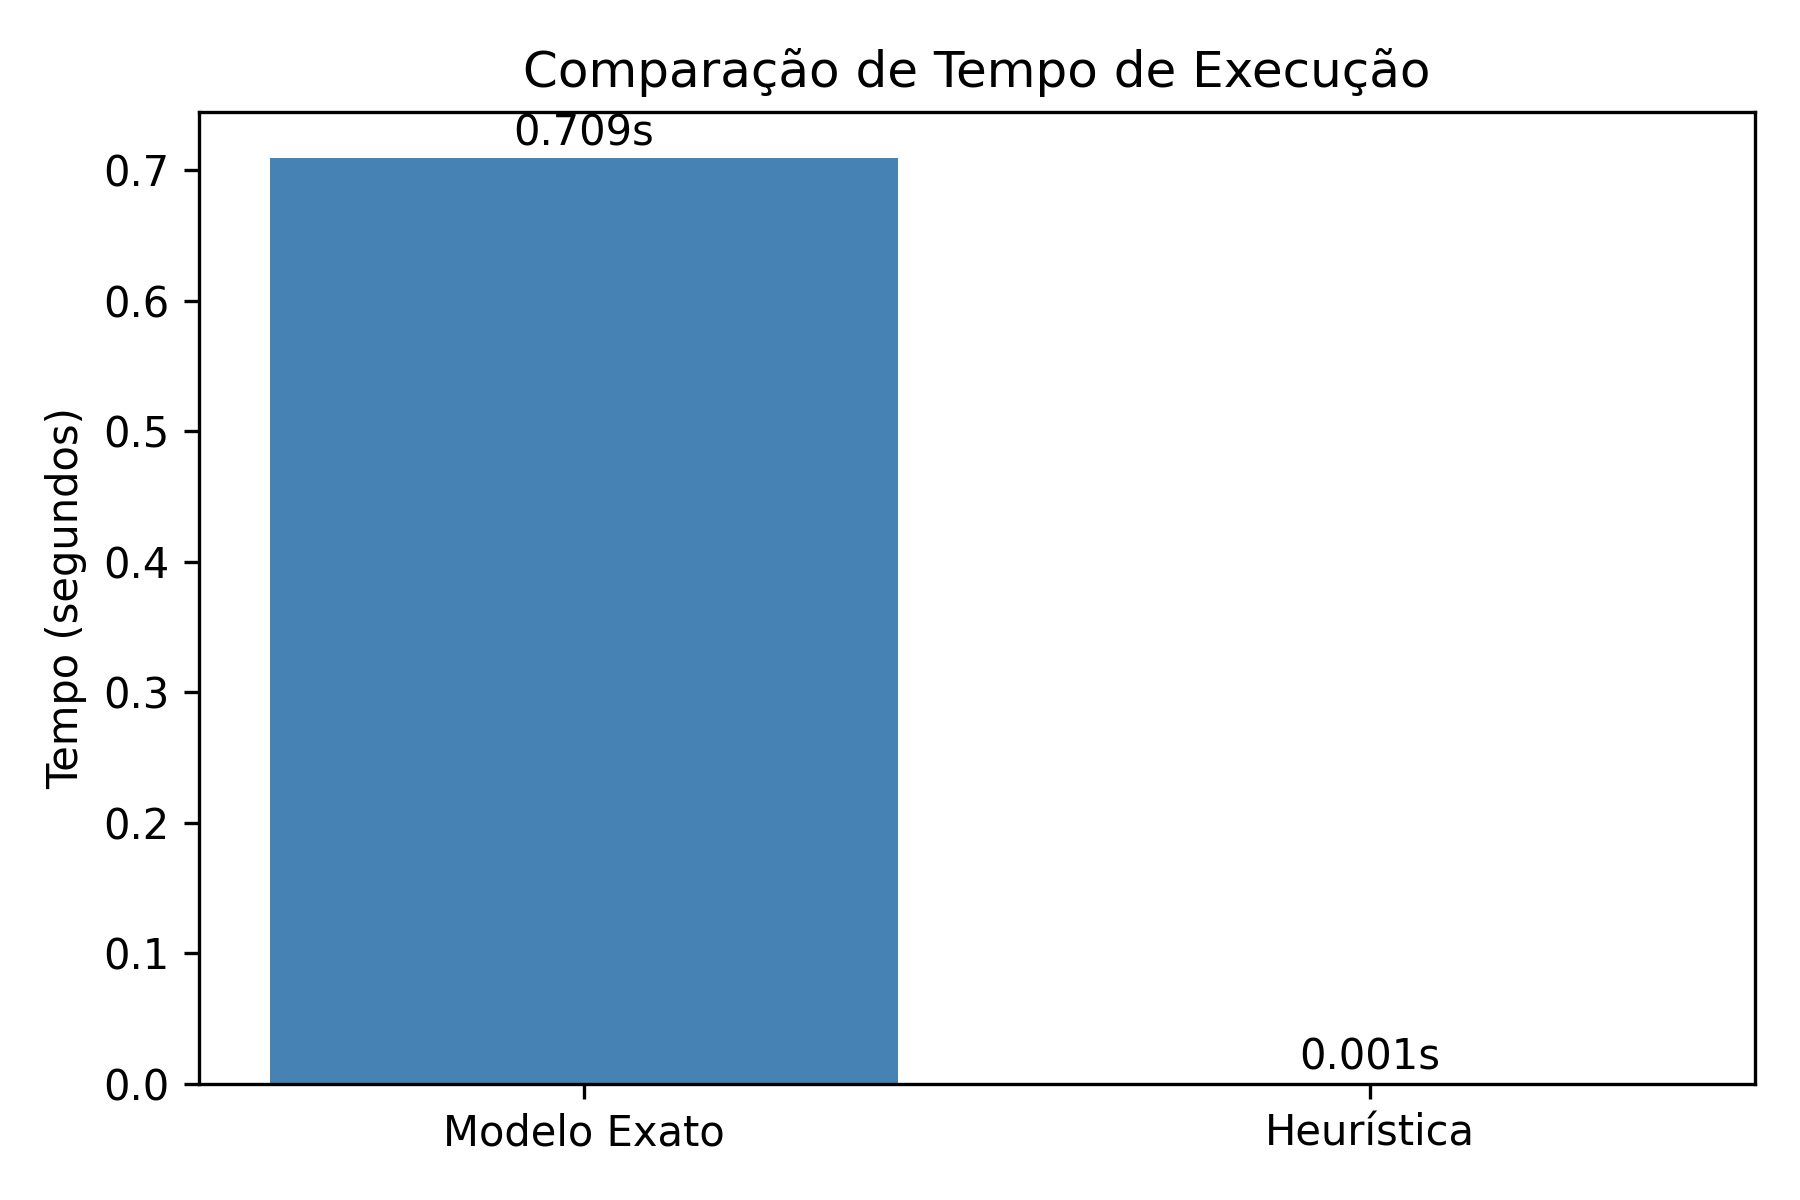 Comparação de Tempo de Execução
0.709s
0.7
0.6
0.5
0.4
0.3
0.2
0.1
0.0
Tempo (segundos)
0.001s
Modelo Exato
Heurística